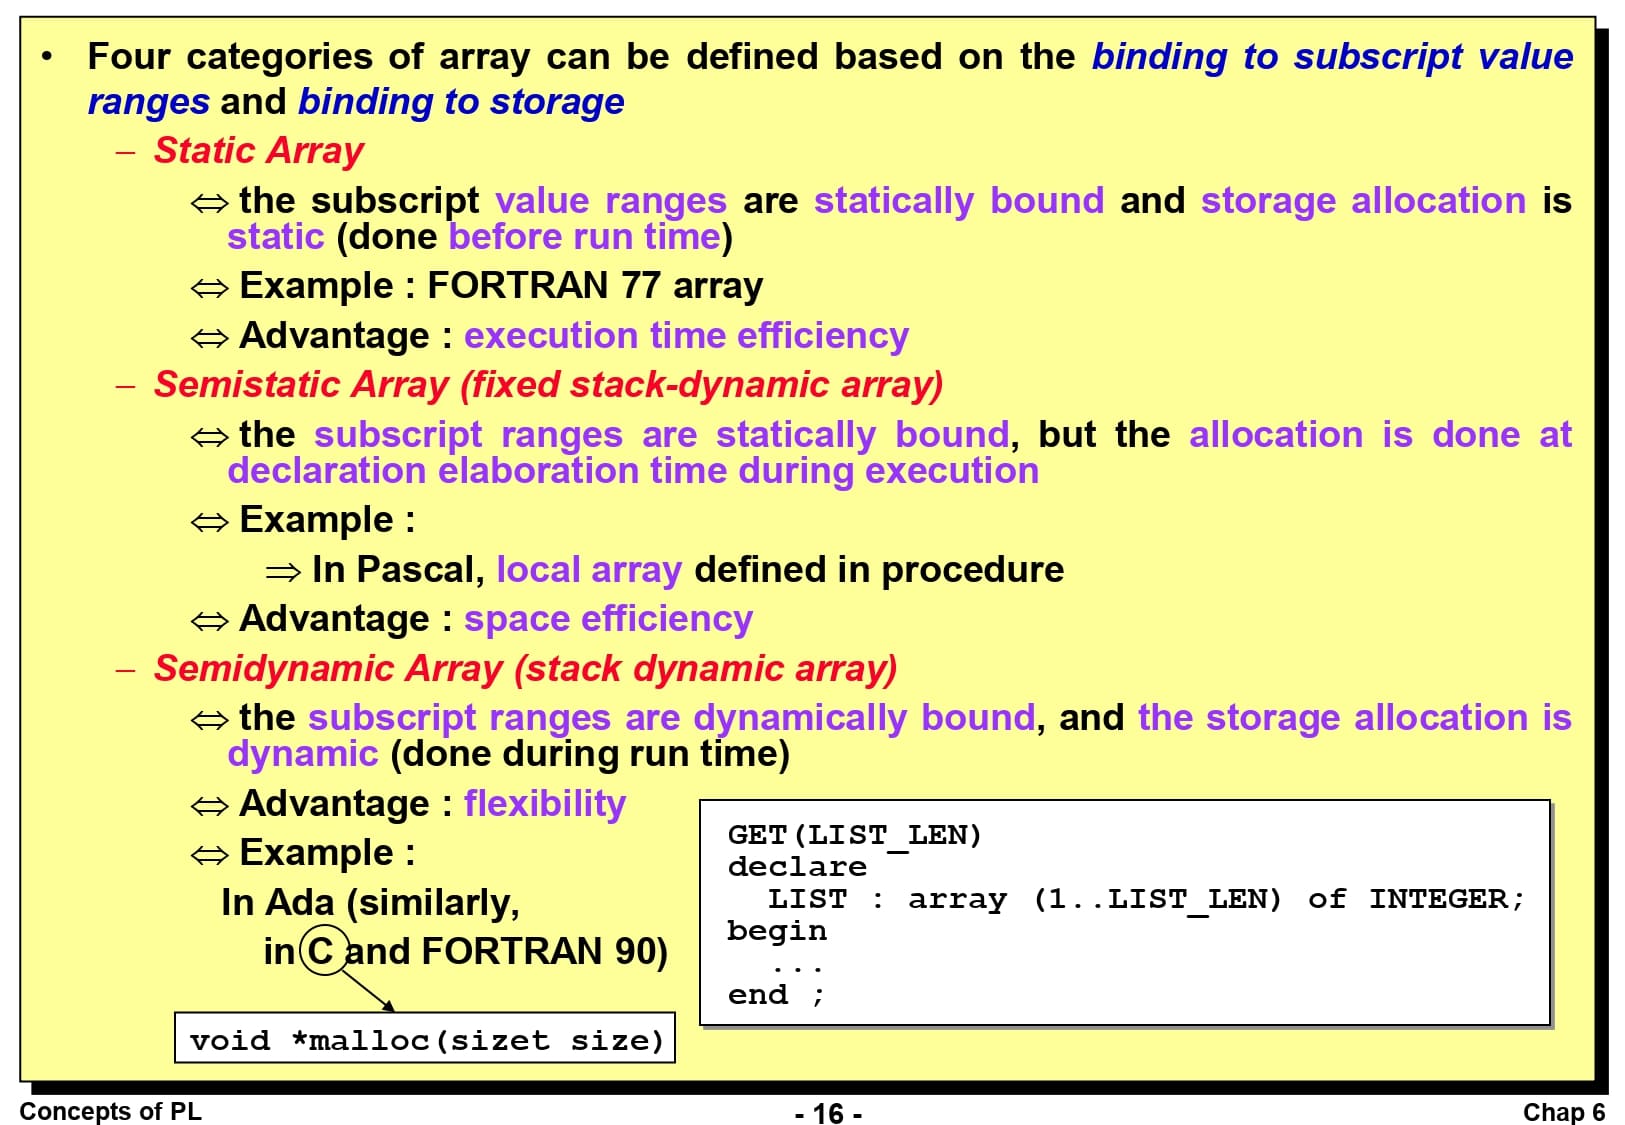 • Four categories of array can be defined based on the binding to subscript value
ranges and binding to storage
– Static Array
⇔ the subscript value ranges are statically bound and storage allocation is
static (done before run time)
⇔ Example : FORTRAN 77 array
⇔ Advantage : execution time efficiency
– Semistatic Array (fixed stack-dynamic array)
⇔ the subscript ranges are statically bound, but the allocation is done at
declaration elaboration time during execution
⇔ Example :
⇒ In Pascal, local array defined in procedure
⇔ Advantage : space efficiency
– Semidynamic Array (stack dynamic array)
⇔ the subscript ranges are dynamically bound, and the storage allocation is
dynamic (done during run time)
⇔ Advantage : flexibility
⇔ Example :
In Ada (similarly,
in C and FORTRAN 90)
void *malloc(sizet size)
GET(LIST_LEN)
declare
LIST : array (1..LIST_LEN) of INTEGER;
begin
...
end ;
Concepts of PL
- 16 -
Chap 6